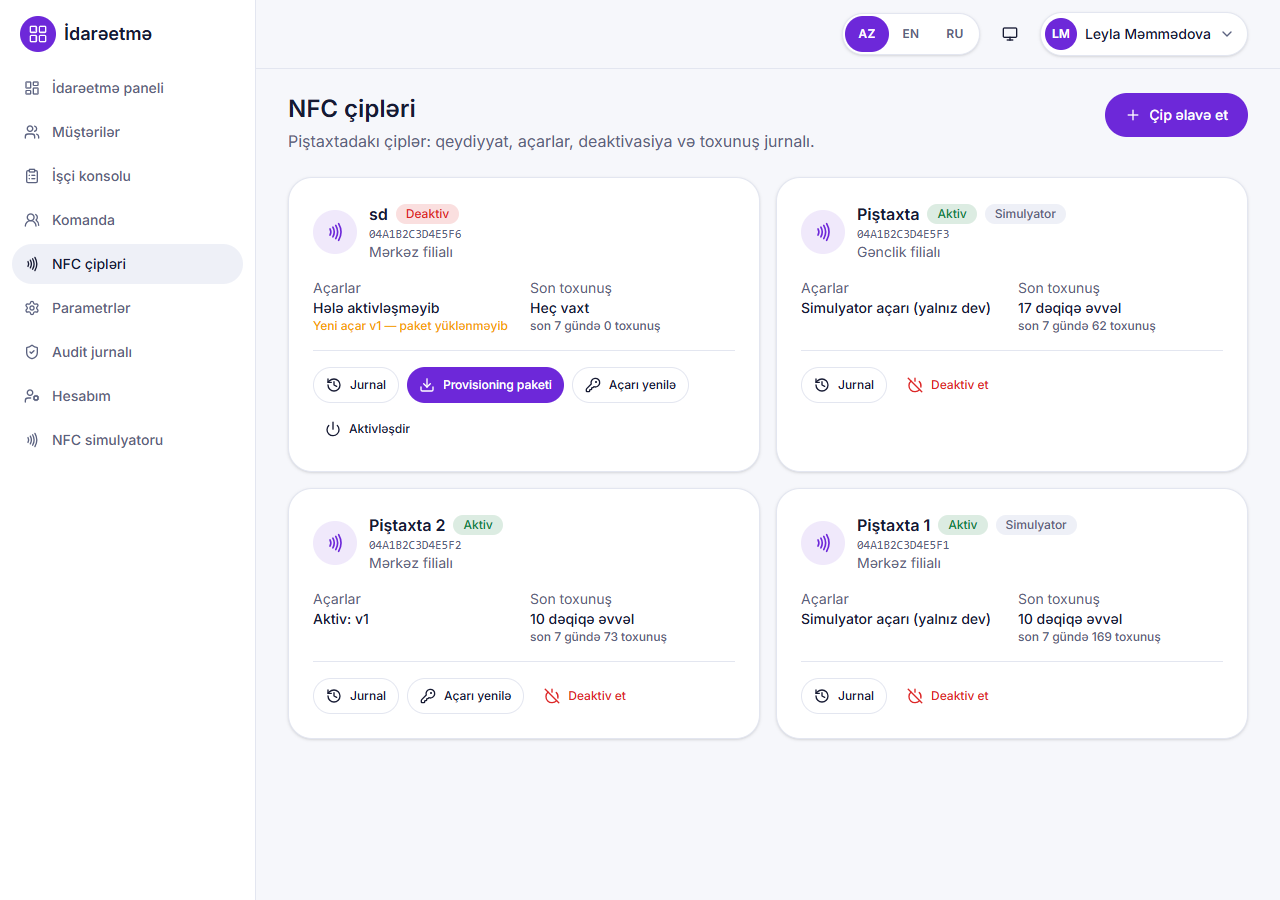 İdarəetmə
İdarəetmə paneli
Müştərilər
İşçi konsolu
Komanda
NFC çipləri
Parametrlər
Audit jurnalı
Hesabım
NFC simulyatoru
AZ EN RU
LM Leyla Məmmədova
NFC çipləri
Piştaxtadakı çiplər: qeydiyyat, açarlar, deaktivasiya və toxunuş jurnalı.
Çip əlavə et
sd Deaktiv
04A1B2C3D4E5F6
Mərkəz filialı
Açarlar
Hələ aktivləşməyib
Yeni açar v1 — paket yüklənməyib
Son toxunuş
Heç vaxt
son 7 gündə 0 toxunuş
Jurnal Provisioning paketi Açarı yenilə
Aktivləşdir
Piştaxta Aktiv Simulyator
04A1B2C3D4E5F3
Gənclik filialı
Açarlar
Simulyator açarı (yalnız dev)
Son toxunuş
17 dəqiqə əvvəl
son 7 gündə 62 toxunuş
Jurnal Deaktiv et
Piştaxta 2 Aktiv
04A1B2C3D4E5F2
Mərkəz filialı
Açarlar
Aktiv: v1
Son toxunuş
10 dəqiqə əvvəl
son 7 gündə 73 toxunuş
Jurnal Açarı yenilə Deaktiv et
Piştaxta 1 Aktiv Simulyator
04A1B2C3D4E5F1
Mərkəz filialı
Açarlar
Simulyator açarı (yalnız dev)
Son toxunuş
10 dəqiqə əvvəl
son 7 gündə 169 toxunuş
Jurnal Deaktiv et